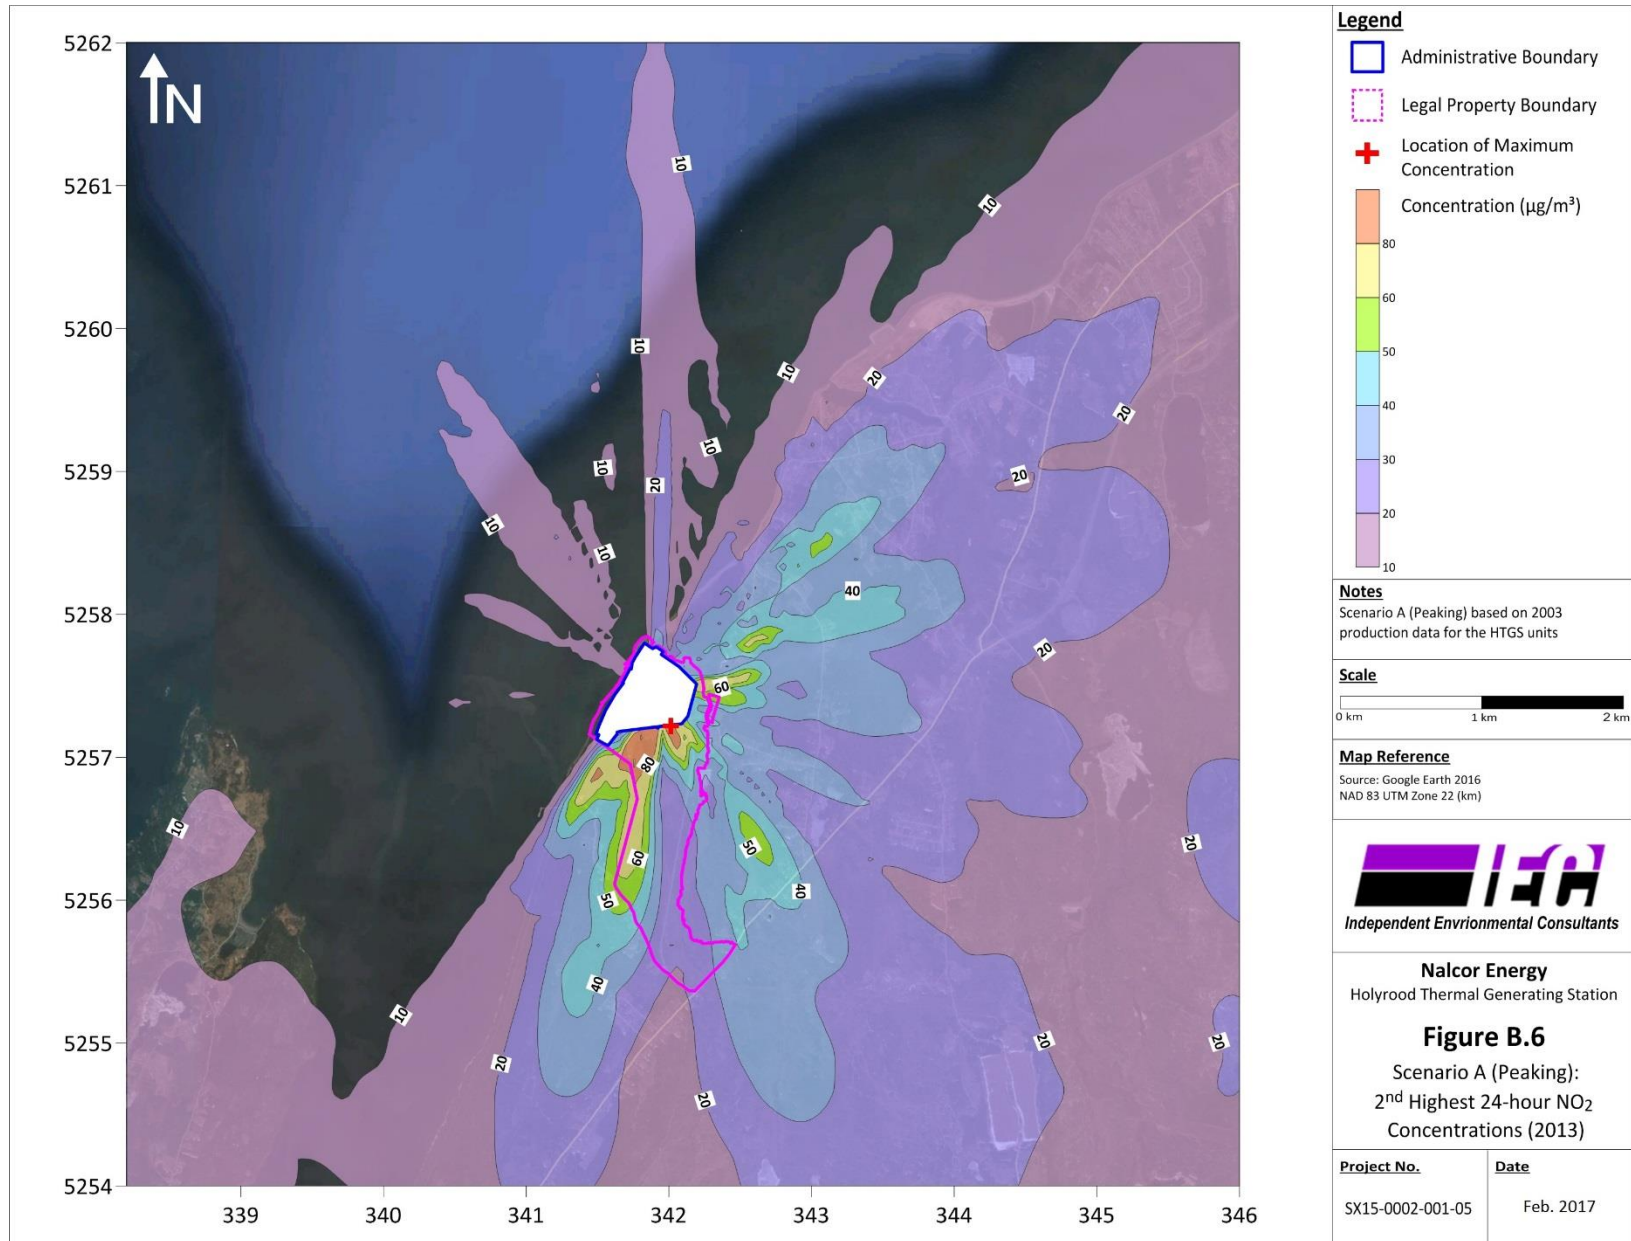 5262
5261
5260
5259
5258
5257
5256
5255
5254
339
340
341
342
343
344
345
346
N
10
10
10
10
20
20
10
10
20
20
10
10
10
20
40
20
60
80
60
50
50
40
40
10
10
20
20
20
20
20
Legend
Administrative Boundary
Legal Property Boundary
Location of Maximum
Concentration
Concentration (µg/m³)
80
60
50
40
30
20
10
Notes
Scenario A (Peaking) based on 2003
production data for the HTGS units
Scale
0 km 1 km 2 km
Map Reference
Source: Google Earth 2016
NAD 83 UTM Zone 22 (km)
IEC
Independent Envrionmental Consultants
Nalcor Energy
Holyrood Thermal Generating Station
Figure B.6
Scenario A (Peaking):
2nd Highest 24-hour NO2
Concentrations (2013)
Project No.
Date
SX15-0002-001-05
Feb. 2017